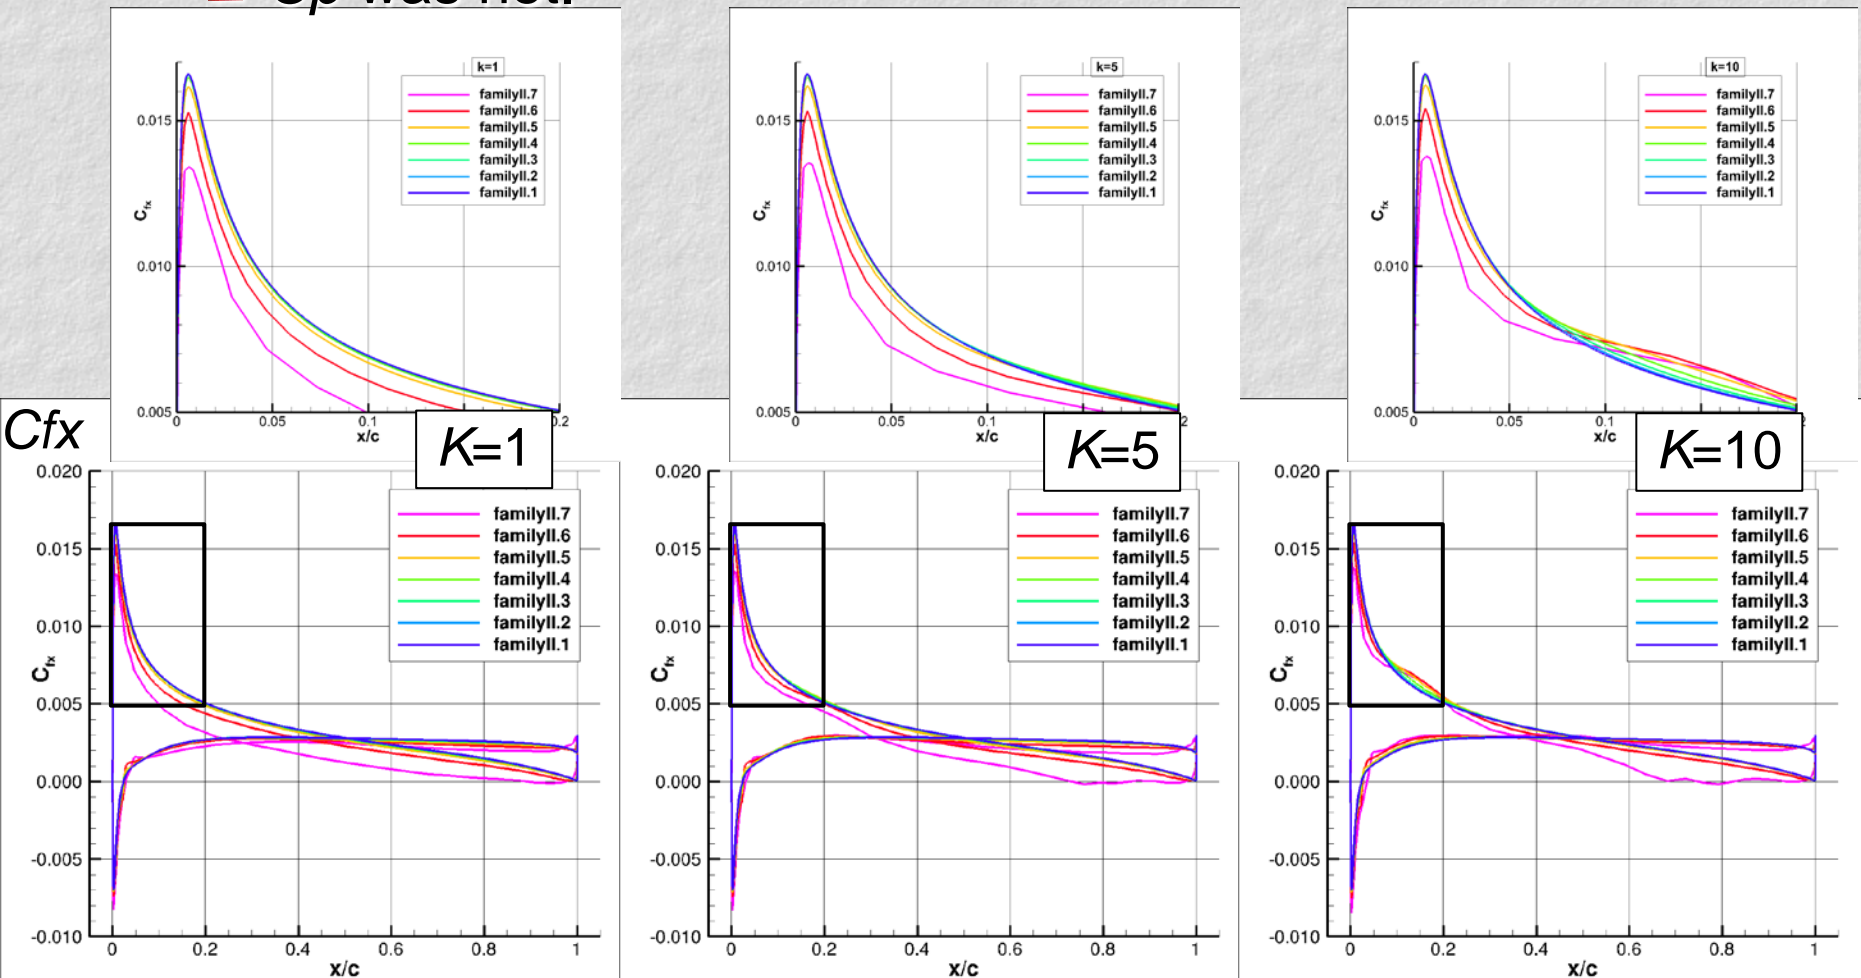 Cp was not.
k=1
familyII.7
familyII.6
familyII.5
familyII.4
familyII.3
familyII.2
familyII.1
0.015
0.010
0.005
Cfx
0
0.05
0.1
x/c
k=5
familyII.7
familyII.6
familyII.5
familyII.4
familyII.3
familyII.2
familyII.1
0.015
0.010
0.005
Cfx
0
0.05
0.1
x/c
k=10
familyII.7
familyII.6
familyII.5
familyII.4
familyII.3
familyII.2
familyII.1
0.015
0.010
0.005
Cfx
0
0.05
0.1
x/c
Cfx
K=1
K=5
K=10
0.020
0.015
0.010
0.005
0.000
-0.005
-0.010
Cfx
familyII.7
familyII.6
familyII.5
familyII.4
familyII.3
familyII.2
familyII.1
0
0.2
0.4
0.6
0.8
1
x/c
0.020
0.015
0.010
0.005
0.000
-0.005
-0.010
Cfx
familyII.7
familyII.6
familyII.5
familyII.4
familyII.3
familyII.2
familyII.1
0
0.2
0.4
0.6
0.8
1
x/c
0.020
0.015
0.010
0.005
0.000
-0.005
-0.010
Cfx
familyII.7
familyII.6
familyII.5
familyII.4
familyII.3
familyII.2
familyII.1
0
0.2
0.4
0.6
0.8
1
x/c